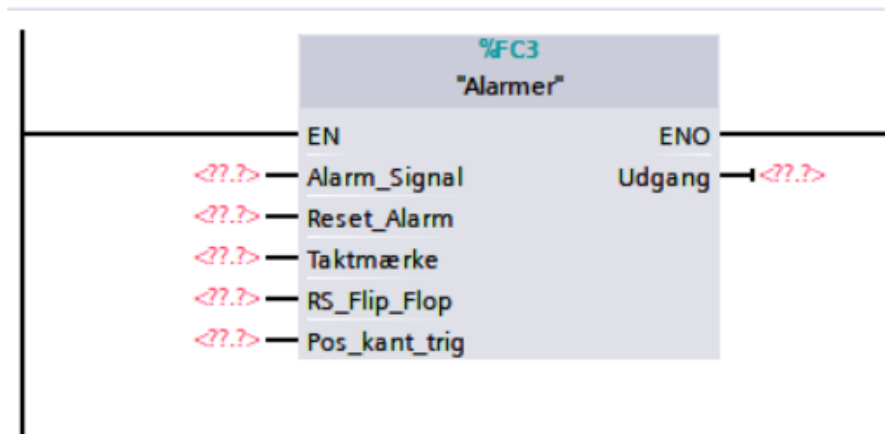 %FC3
"Alarmer"
EN ENO
<??.?> Alarm_Signal Udgang <??.?>
<??.?> Reset_Alarm
<??.?> Taktmærke
<??.?> RS_Flip_Flop
<??.?> Pos_kant_trig